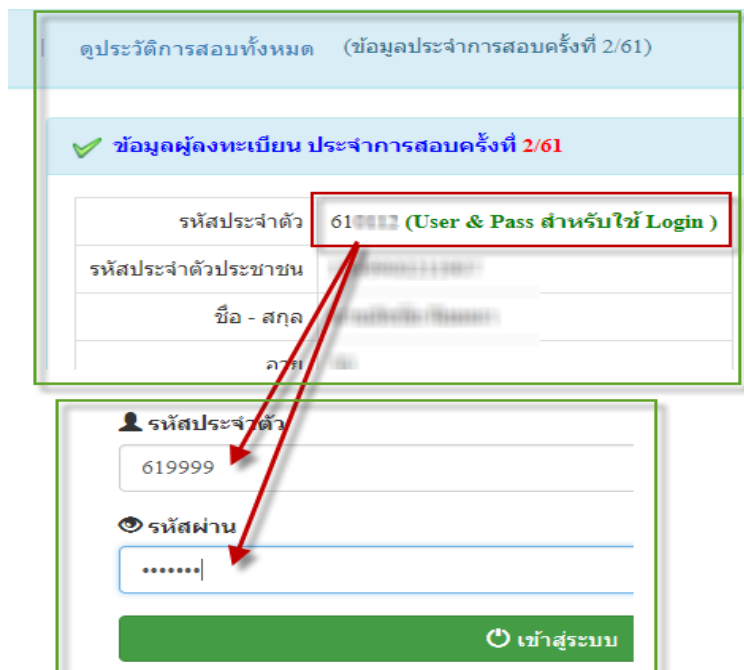 ดูประวัติการสอบทั้งหมด (ข้อมูลประจำการสอบครั้งที่ 2/61)
ข้อมูลผู้ลงทะเบียน ประจำการสอบครั้งที่ 2/61
รหัสประจำตัว (User & Pass สำหรับใช้ Login )
รหัสประจำตัวประชาชน
ชื่อ - สกุล
อายุ
รหัสประจำตัว
619999
รหัสผ่าน
•••••••
เข้าสู่ระบบ